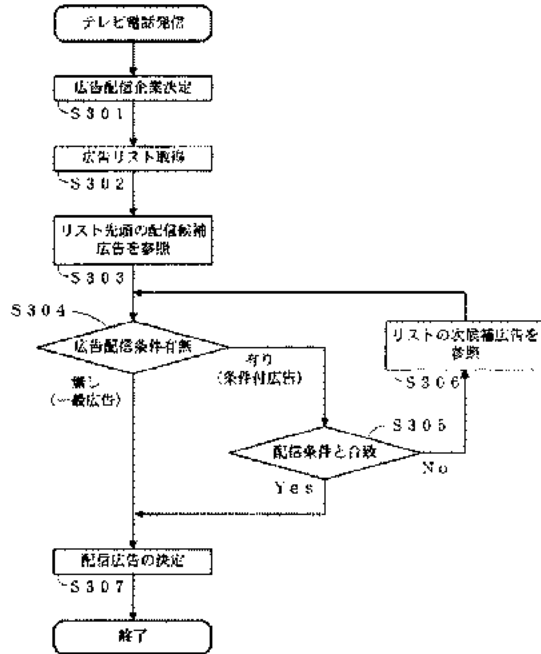 テレビ電話発信
広告配信企業決定
S301
広告リスト取得
S302
リスト先頭の配信候補
広告を参照
S303
S304
広告配信条件有無
リストの次候補広告を
参照
S306
無し
(一般広告)
有り
(条件付広告)
S305
配信条件と合致
No
Yes
配信広告の決定
S307
終了